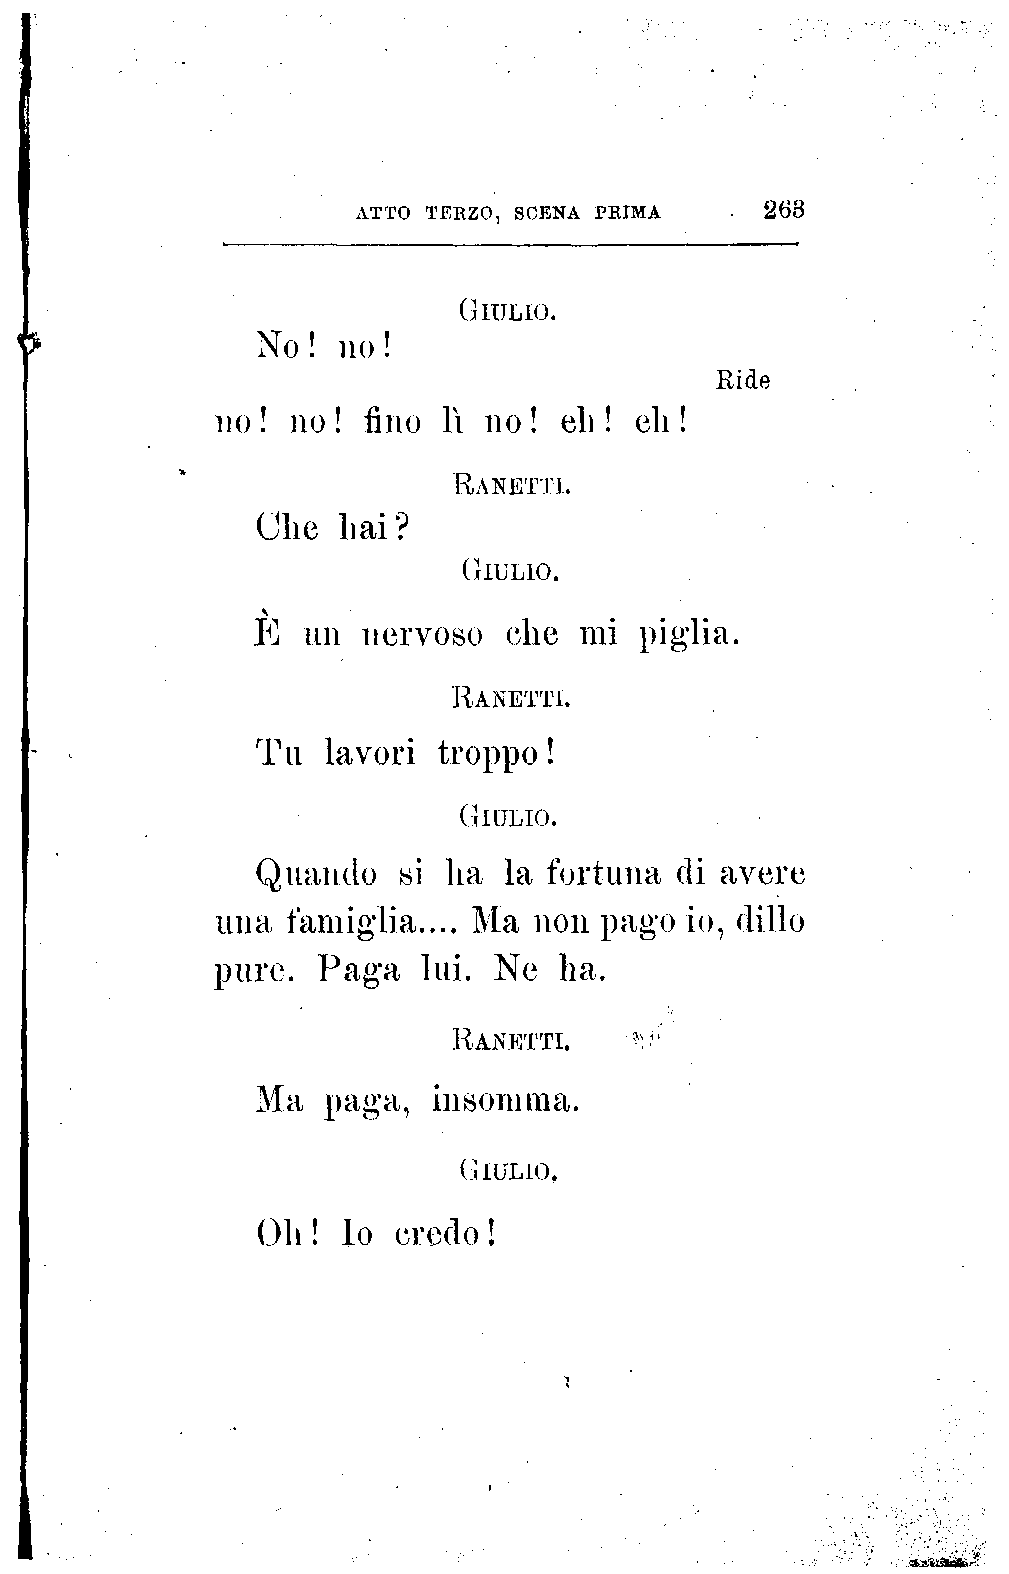 ATTO TERZO, SCENA PRIMA 263
GIULIO.
No! no!
Ride
no! no! fino lì no! eh! eh!
RANETTI.
Che hai?
GIULIO.
È un nervoso che mi piglia.
RANETTI.
Tu lavori troppo!
GIULIO.
Quando si ha la fortuna di avere
una famiglia.... Ma non pago io, dillo
pure. Paga lui. Ne ha.
RANETTI.
Ma paga, insomma.
GIULIO.
Oh! Io credo!